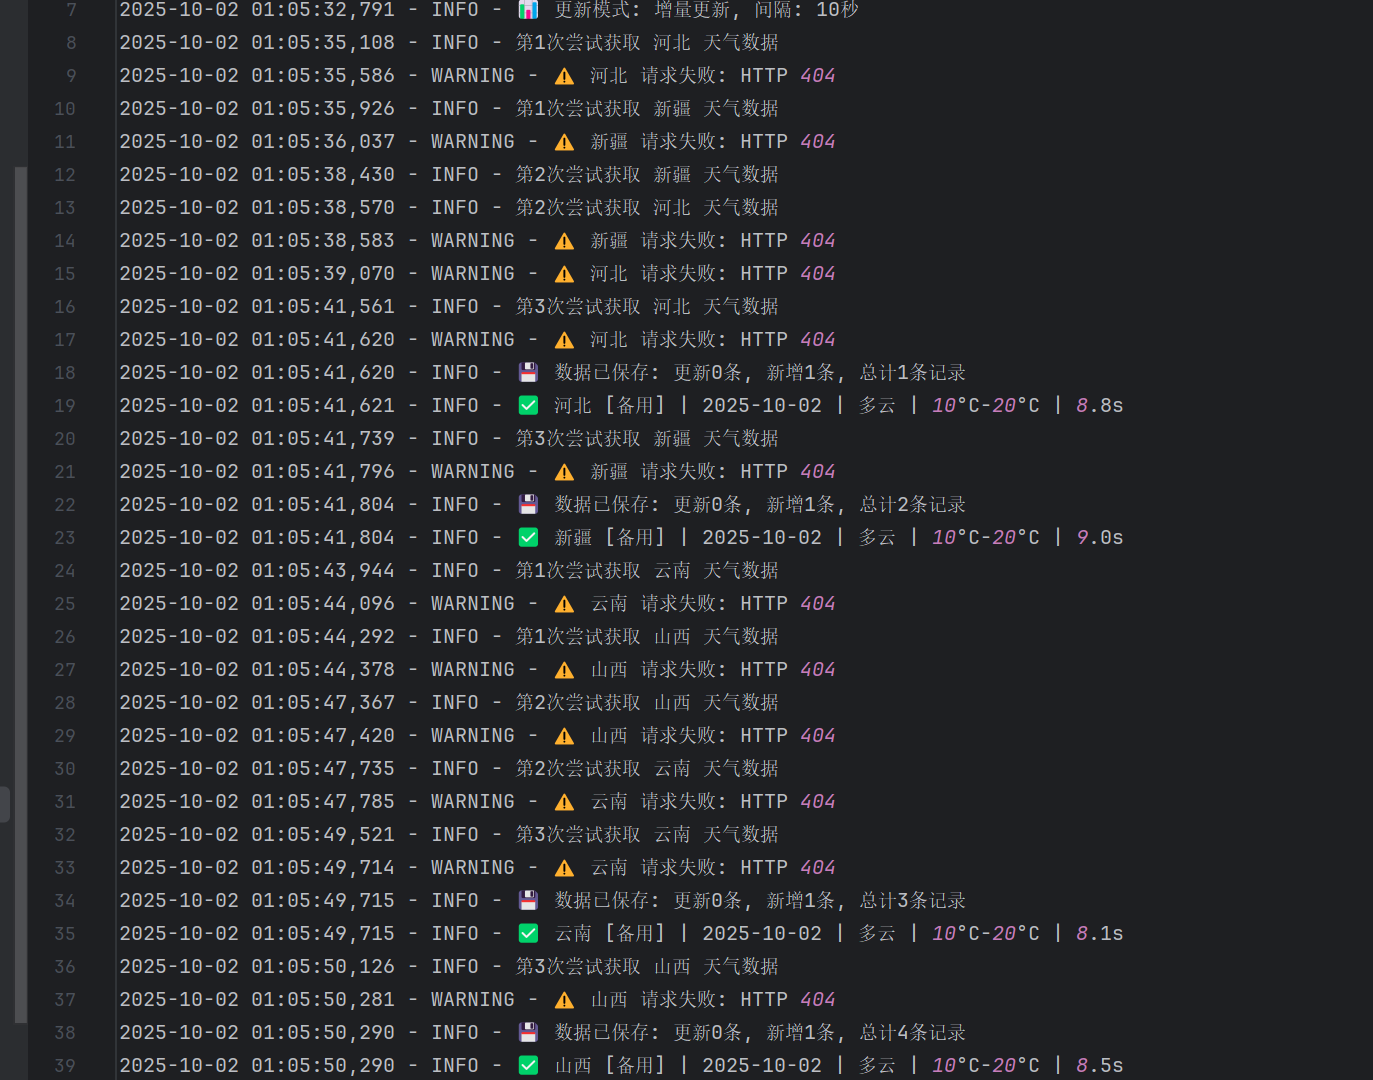 7 2025-10-02 01:05:32,791 - INFO - 📊 更新模式: 增量更新, 间隔: 10秒
8 2025-10-02 01:05:35,108 - INFO - 第1次尝试获取 河北 天气数据
9 2025-10-02 01:05:35,586 - WARNING - ⚠️ 河北 请求失败: HTTP 404
10 2025-10-02 01:05:35,926 - INFO - 第1次尝试获取 新疆 天气数据
11 2025-10-02 01:05:36,037 - WARNING - ⚠️ 新疆 请求失败: HTTP 404
12 2025-10-02 01:05:38,430 - INFO - 第2次尝试获取 新疆 天气数据
13 2025-10-02 01:05:38,570 - INFO - 第2次尝试获取 河北 天气数据
14 2025-10-02 01:05:38,583 - WARNING - ⚠️ 新疆 请求失败: HTTP 404
15 2025-10-02 01:05:39,070 - WARNING - ⚠️ 河北 请求失败: HTTP 404
16 2025-10-02 01:05:41,561 - INFO - 第3次尝试获取 河北 天气数据
17 2025-10-02 01:05:41,620 - WARNING - ⚠️ 河北 请求失败: HTTP 404
18 2025-10-02 01:05:41,620 - INFO - 💾 数据已保存: 更新0条, 新增1条, 总计1条记录
19 2025-10-02 01:05:41,621 - INFO - ✅ 河北 [备用] | 2025-10-02 | 多云 | 10°C-20°C | 8.8s
20 2025-10-02 01:05:41,739 - INFO - 第3次尝试获取 新疆 天气数据
21 2025-10-02 01:05:41,796 - WARNING - ⚠️ 新疆 请求失败: HTTP 404
22 2025-10-02 01:05:41,804 - INFO - 💾 数据已保存: 更新0条, 新增1条, 总计2条记录
23 2025-10-02 01:05:41,804 - INFO - ✅ 新疆 [备用] | 2025-10-02 | 多云 | 10°C-20°C | 9.0s
24 2025-10-02 01:05:43,944 - INFO - 第1次尝试获取 云南 天气数据
25 2025-10-02 01:05:44,096 - WARNING - ⚠️ 云南 请求失败: HTTP 404
26 2025-10-02 01:05:44,292 - INFO - 第1次尝试获取 山西 天气数据
27 2025-10-02 01:05:44,378 - WARNING - ⚠️ 山西 请求失败: HTTP 404
28 2025-10-02 01:05:47,367 - INFO - 第2次尝试获取 山西 天气数据
29 2025-10-02 01:05:47,420 - WARNING - ⚠️ 山西 请求失败: HTTP 404
30 2025-10-02 01:05:47,735 - INFO - 第2次尝试获取 云南 天气数据
31 2025-10-02 01:05:47,785 - WARNING - ⚠️ 云南 请求失败: HTTP 404
32 2025-10-02 01:05:49,521 - INFO - 第3次尝试获取 云南 天气数据
33 2025-10-02 01:05:49,714 - WARNING - ⚠️ 云南 请求失败: HTTP 404
34 2025-10-02 01:05:49,715 - INFO - 💾 数据已保存: 更新0条, 新增1条, 总计3条记录
35 2025-10-02 01:05:49,715 - INFO - ✅ 云南 [备用] | 2025-10-02 | 多云 | 10°C-20°C | 8.1s
36 2025-10-02 01:05:50,126 - INFO - 第3次尝试获取 山西 天气数据
37 2025-10-02 01:05:50,281 - WARNING - ⚠️ 山西 请求失败: HTTP 404
38 2025-10-02 01:05:50,290 - INFO - 💾 数据已保存: 更新0条, 新增1条, 总计4条记录
39 2025-10-02 01:05:50,290 - INFO - ✅ 山西 [备用] | 2025-10-02 | 多云 | 10°C-20°C | 8.5s